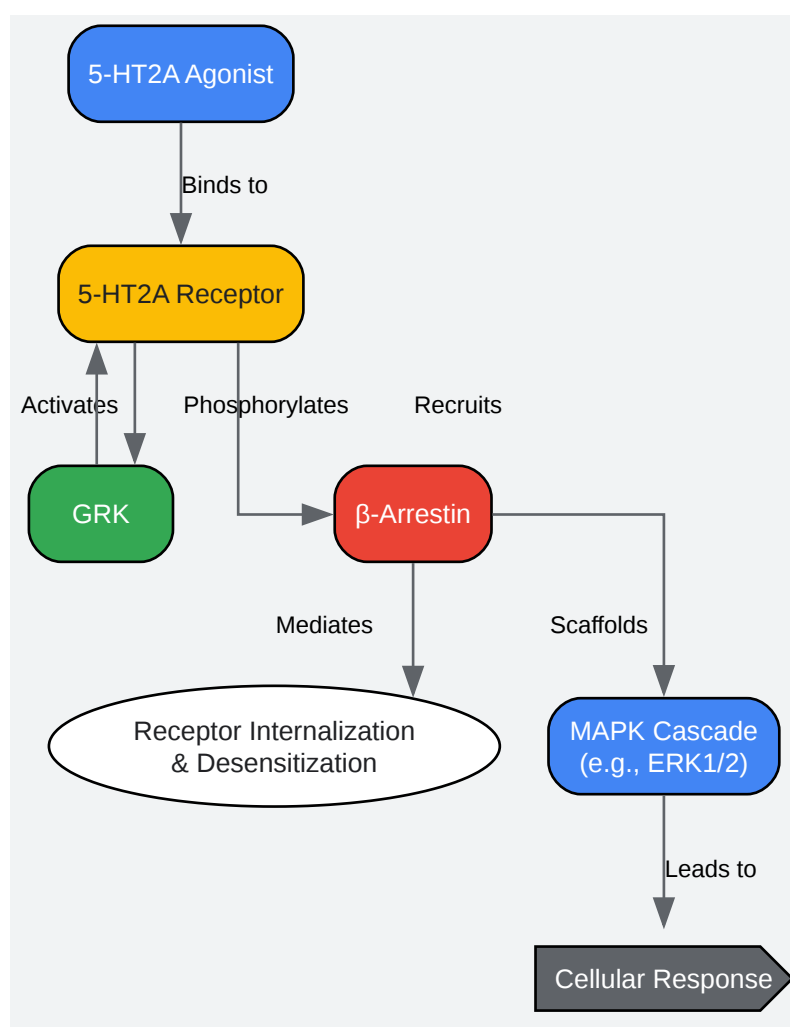 5-HT2A Agonist
Binds to
5-HT2A Receptor
Activates
Phosphorylates
Recruits
GRK
β-Arrestin
Mediates
Scaffolds
Receptor Internalization
& Desensitization
MAPK Cascade
(e.g., ERK1/2)
Leads to
Cellular Response